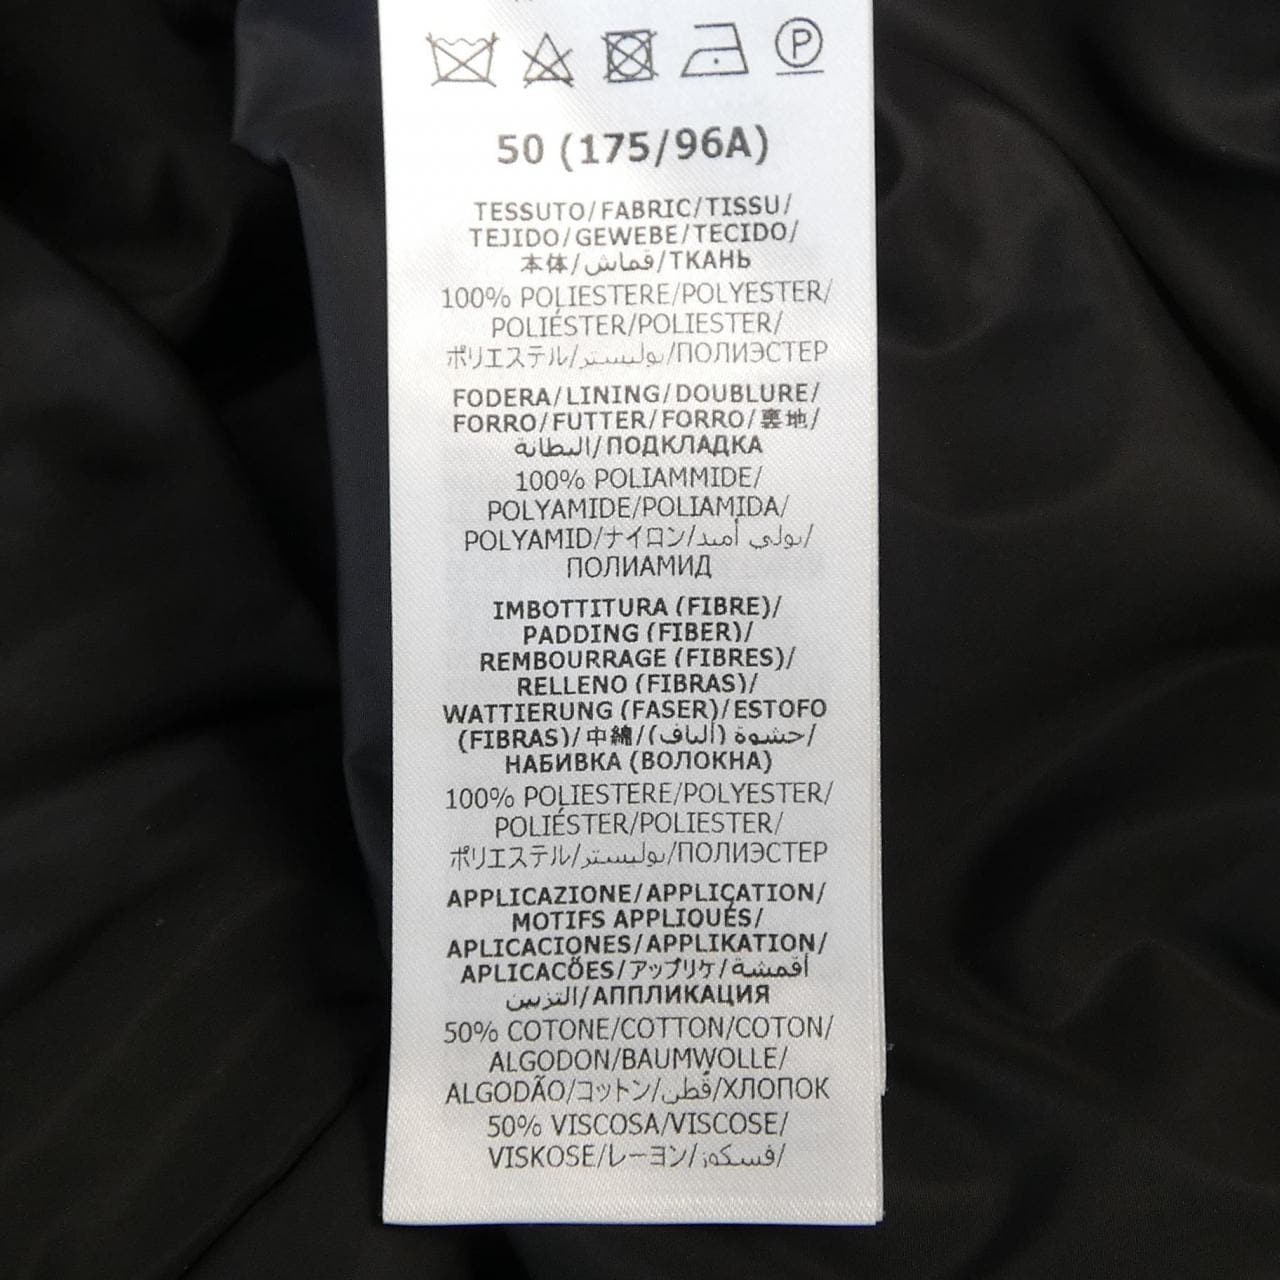 P
50 (175/96A)
TESSUTO/FABRIC/TISSU/
TEJIDO/GEWEBE/TECIDO/
本体/قماش/ТКАНЬ
100% POLIESTERE/POLYESTER/
POLIÉSTER/POLIESTER/
ポリエステル/بوليستر/ПОЛИЭСТЕР
FODERA/LINING/DOUBLURE/
FORRO/FUTTER/FORRO/裏地/
البطانة/ПОДКЛАДКА
100% POLIAMMIDE/
POLYAMIDE/POLIAMIDA/
POLYAMID/ナイロン/بولي أميد/
ПОЛИАМИД
IMBOTTITURA (FIBRE)/
PADDING (FIBER)/
REMBOURRAGE (FIBRES)/
RELLENO (FIBRAS)/
WATTIERUNG (FASER)/ESTOFO
(FIBRAS)/中綿/حشوة (ألياف)/
НАБИВКА (ВОЛОКНА)
100% POLIESTERE/POLYESTER/
POLIÉSTER/POLIESTER/
ポリエステル/بوليستر/ПОЛИЭСТЕР
APPLICAZIONE/APPLICATION/
MOTIFS APPLIQUÉS/
APLICACIONES/APPLIKATION/
APLICACÕES/アップリケ/أقمشة
التزيين/АППЛИКАЦИЯ
50% COTONE/COTTON/COTON/
ALGODON/BAUMWOLLE/
ALGODÃO/コットン/قطن/ХЛОПОК
50% VISCOSA/VISCOSE/
VISKOSE/レーヨン/فسكوز/